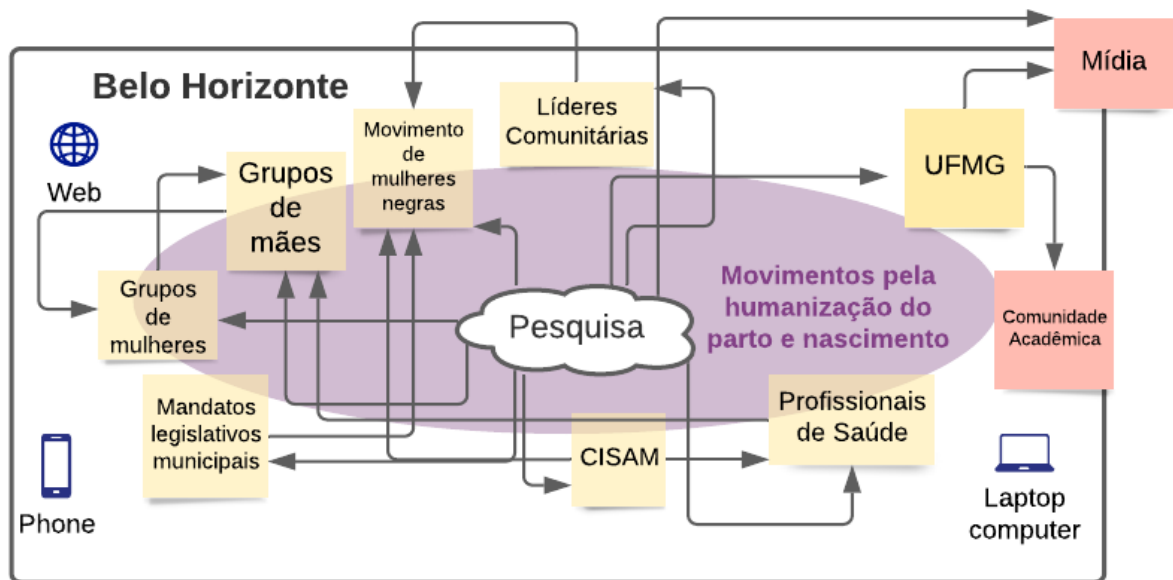 Belo Horizonte
Mídia
Líderes
Comunitárias
Movimento
de
mulheres
negras
UFMG
Web
Grupos
de
mães
Grupos
de
mulheres
Pesquisa
Movimentos pela
humanização do
parto e nascimento
Comunidade
Acadêmica
Mandatos
legislativos
municipais
CISAM
Profissionais
de Saúde
Phone
Laptop
computer